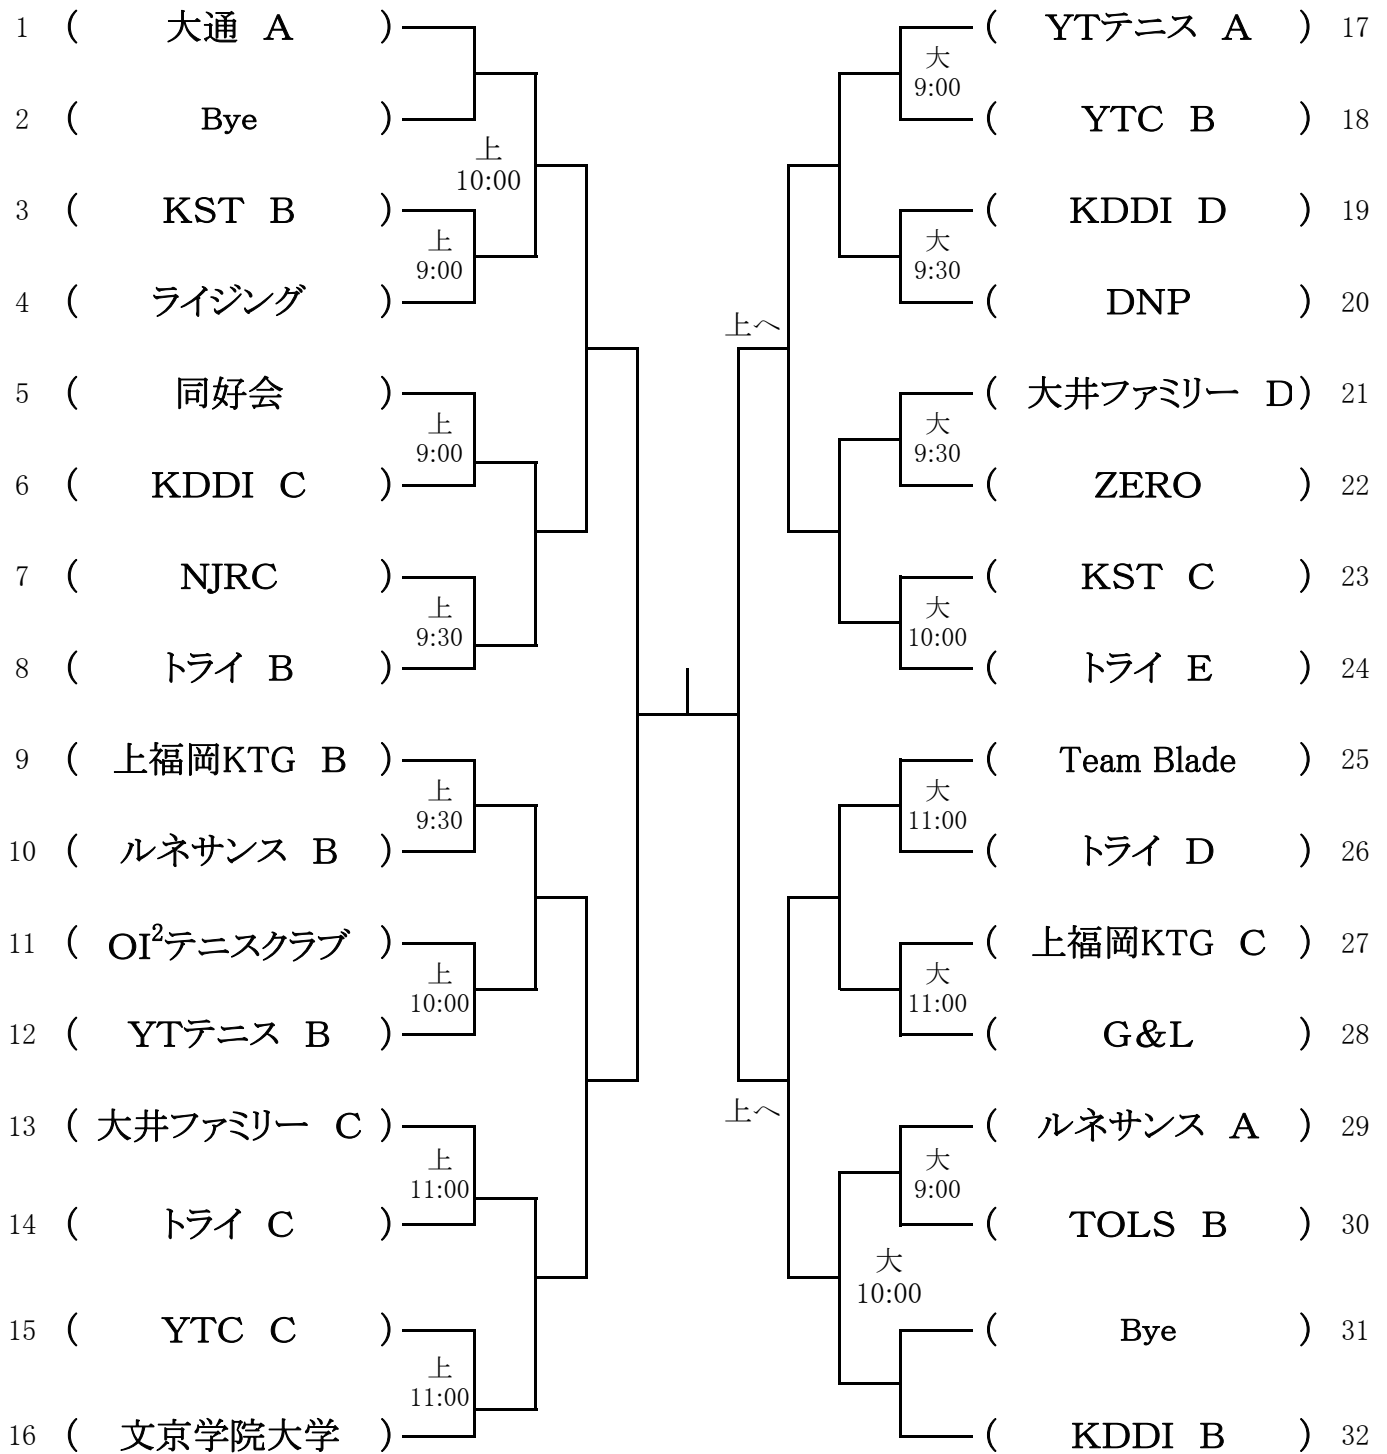 1 ( 大通 A )
2 ( Bye )
上
10:00
3 ( KST B )
上
9:00
4 ( ライジング )
5 ( 同好会 )
上
9:00
6 ( KDDI C )
7 ( NJRC )
上
9:30
8 ( トライ B )
9 ( 上福岡KTG B )
上
9:30
10 ( ルネサンス B )
11 ( OI²テニスクラブ )
上
10:00
12 ( YTテニス B )
13 ( 大井ファミリー C )
上
11:00
14 ( トライ C )
15 ( YTC C )
上
11:00
16 ( 文京学院大学 )
上へ
上へ
( YTテニス A ) 17
大
9:00
( YTC B ) 18
( KDDI D ) 19
大
9:30
( DNP ) 20
( 大井ファミリー D ) 21
大
9:30
( ZERO ) 22
( KST C ) 23
大
10:00
( トライ E ) 24
( Team Blade ) 25
大
11:00
( トライ D ) 26
( 上福岡KTG C ) 27
大
11:00
( G&L ) 28
( ルネサンス A ) 29
大
9:00
( TOLS B ) 30
大
10:00
( Bye ) 31
( KDDI B ) 32